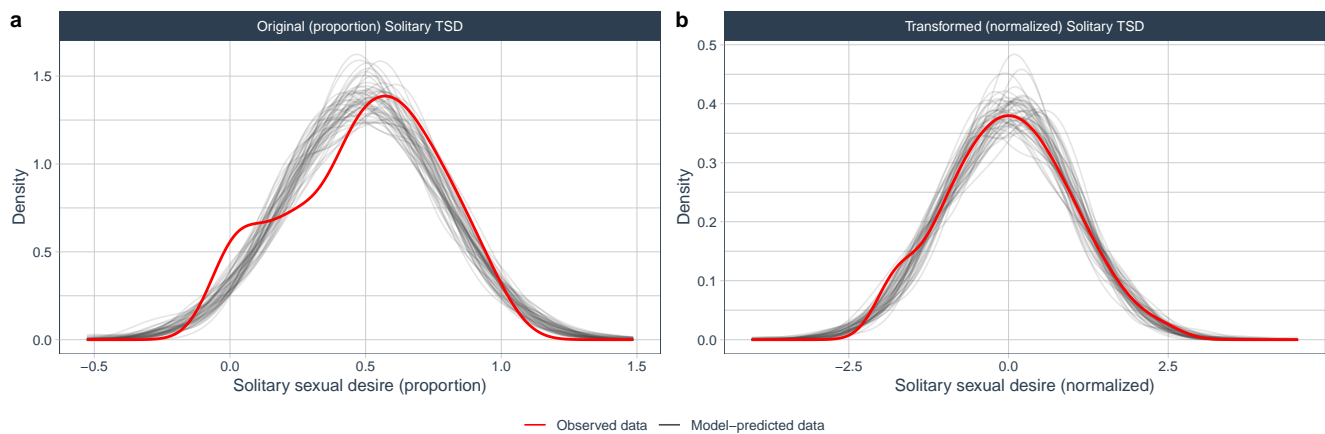 a
Original (proportion) Solitary TSD
Density
1.5
1.0
0.5
0.0
−0.5
0.0
0.5
1.0
1.5
Solitary sexual desire (proportion)
b
Transformed (normalized) Solitary TSD
Density
0.5
0.4
0.3
0.2
0.1
0.0
−2.5
0.0
2.5
Solitary sexual desire (normalized)
Observed data
Model−predicted data